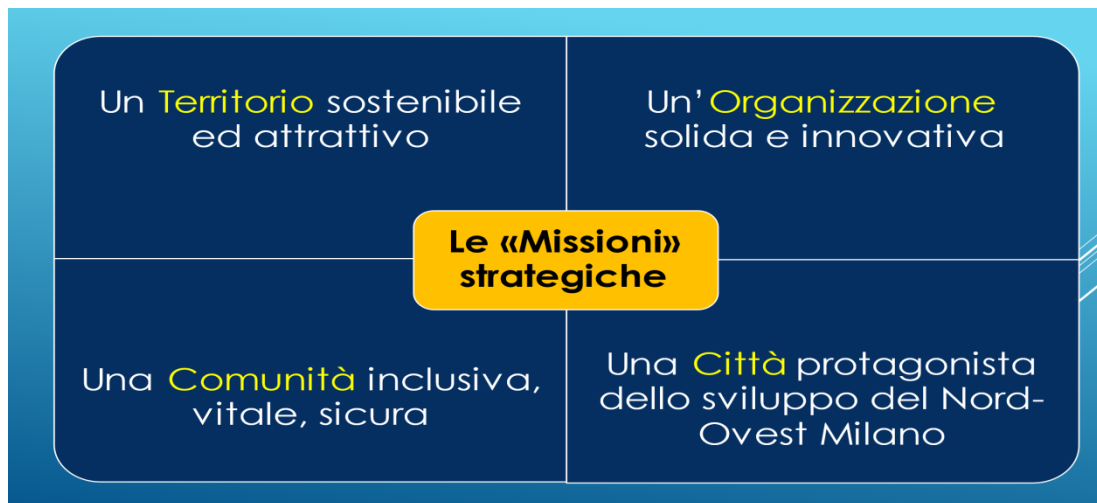 Un Territorio sostenibile
ed attrattivo
Un’Organizzazione
solida e innovativa
Le «Missioni»
strategiche
Una Comunità inclusiva,
vitale, sicura
Una Città protagonista
dello sviluppo del Nord-
Ovest Milano